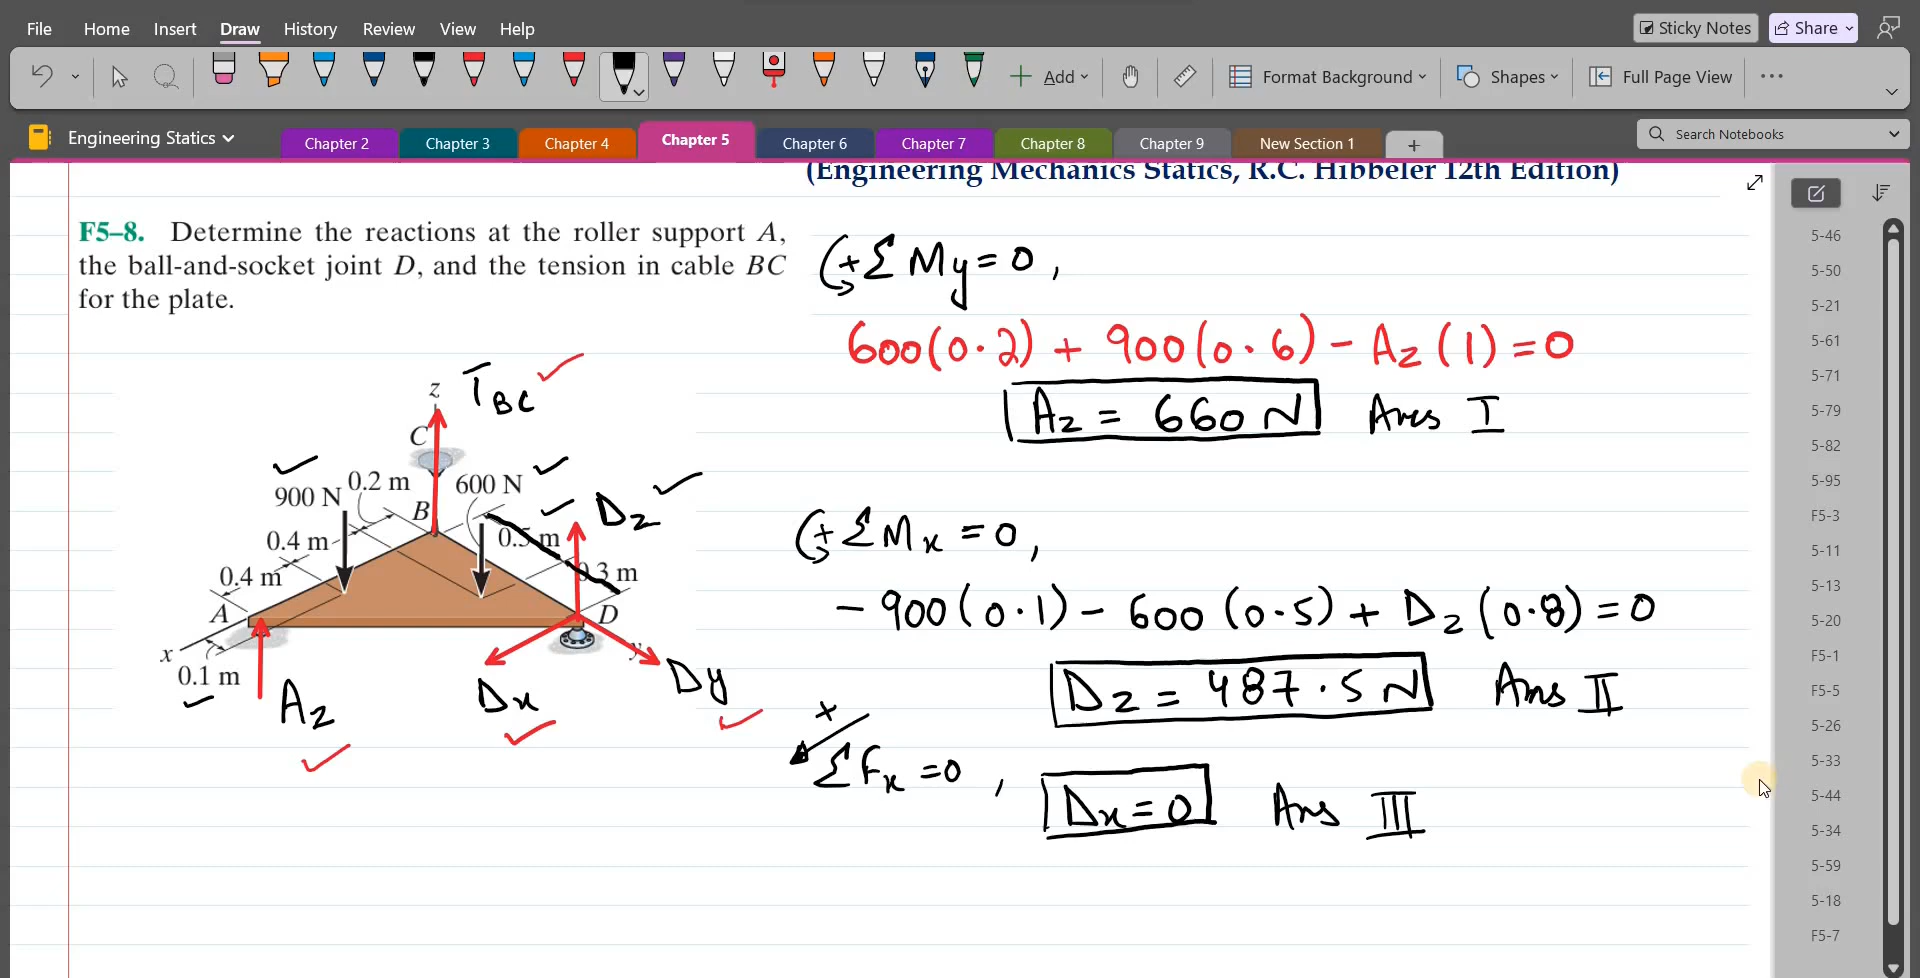 File Home Insert Draw History Review View Help
Sticky Notes Share
Add Format Background Shapes Full Page View
Engineering Statics Chapter 2 Chapter 3 Chapter 4 Chapter 5 Chapter 6 Chapter 7 Chapter 8 Chapter 9 New Section 1 +
Search Notebooks
(Engineering Mechanics Statics, R.C. Hibbeler 12th Edition)
F5–8. Determine the reactions at the roller support A,
the ball-and-socket joint D, and the tension in cable BC
for the plate.
z
T_BC
C
900 N
0.2 m
600 N
B
D_z
0.4 m
0.5 m
0.4 m
0.3 m
A
D
x
y
0.1 m
A_z
D_x
D_y
(+ΣMy=0,
600(0.2) + 900(0.6) - A_z(1) = 0
A_z = 660 N Ans I
(+ΣMx = 0,
- 900(0.1) - 600(0.5) + D_z(0.8) = 0
D_z = 487.5 N Ans II
+
ΣFx = 0, Dx = 0 Ans III
5-46
5-50
5-21
5-61
5-71
5-79
5-82
5-95
F5-3
5-11
5-13
5-20
F5-1
F5-5
5-26
5-33
5-44
5-34
5-59
5-18
F5-7